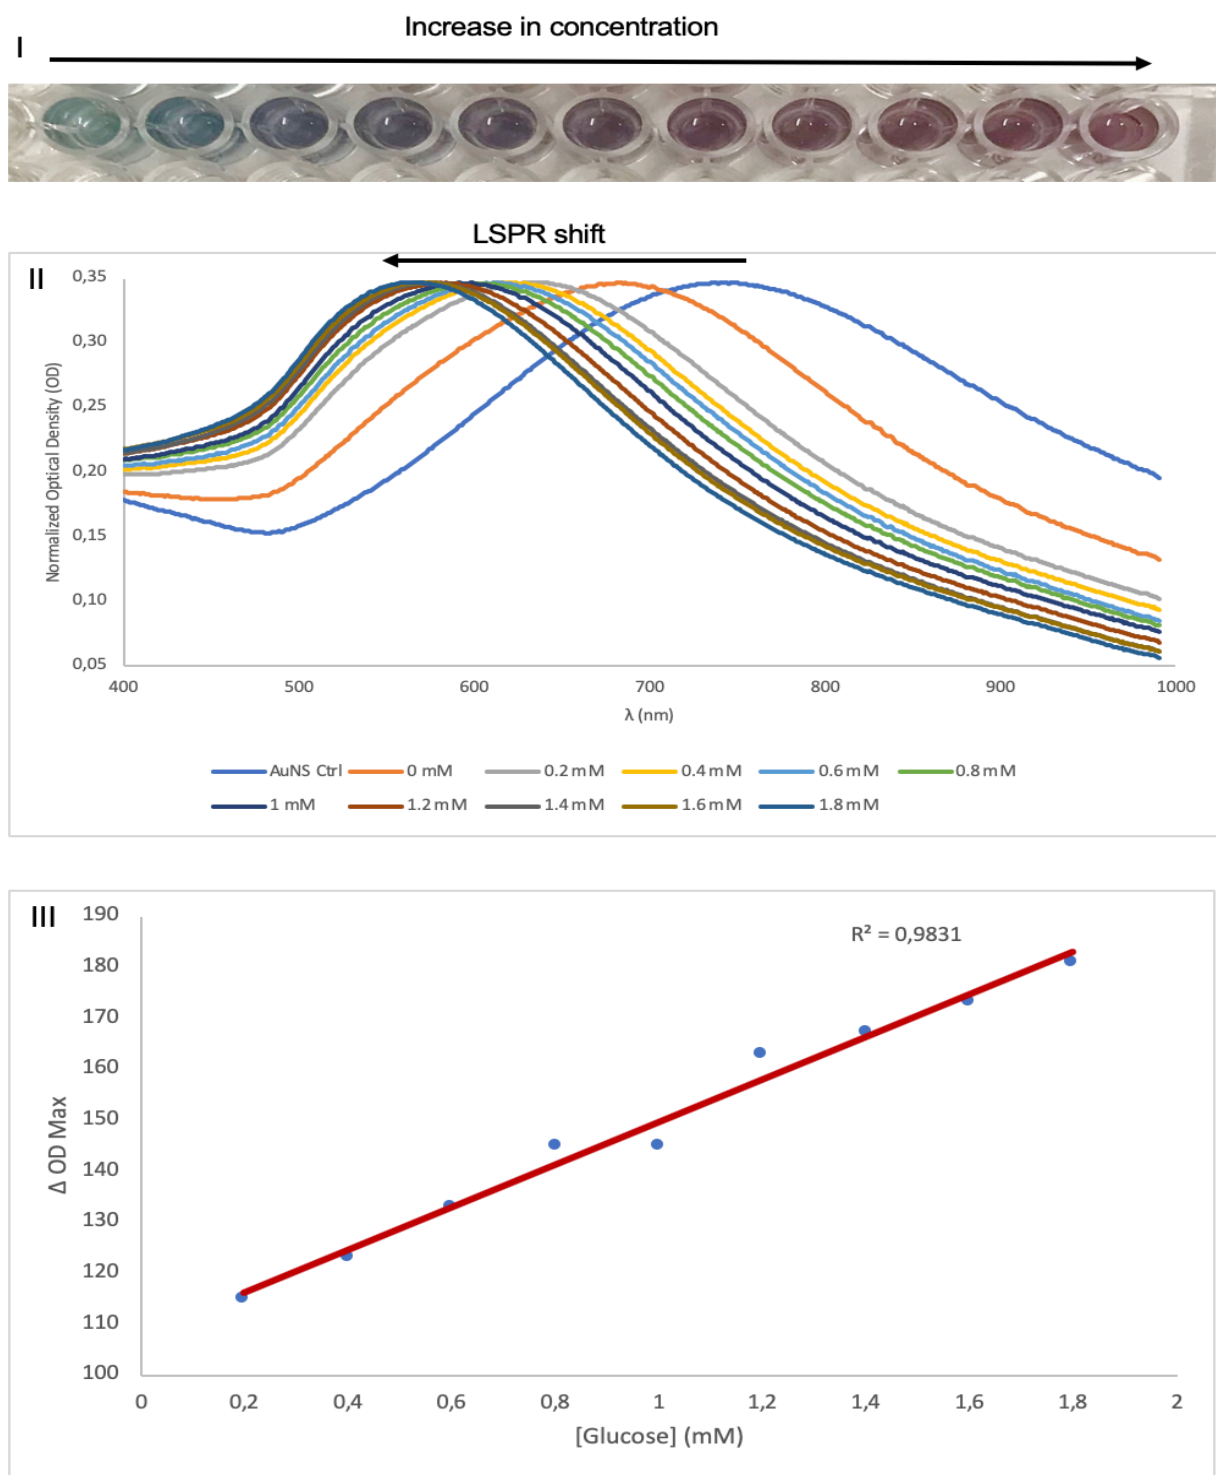 Increase in concentration
I
LSPR shift
II
0,35
0,30
0,25
0,20
0,15
0,10
0,05
Normalized Optical Density (OD)
400 500 600 700 800 900 1000
λ (nm)
AuNS Ctrl 0 mM 0.2 mM 0.4 mM 0.6 mM 0.8 mM
1 mM 1.2 mM 1.4 mM 1.6 mM 1.8 mM
III
R² = 0,9831
190
180
170
160
150
140
130
120
110
100
Δ OD Max
0 0,2 0,4 0,6 0,8 1 1,2 1,4 1,6 1,8 2
[Glucose] (mM)